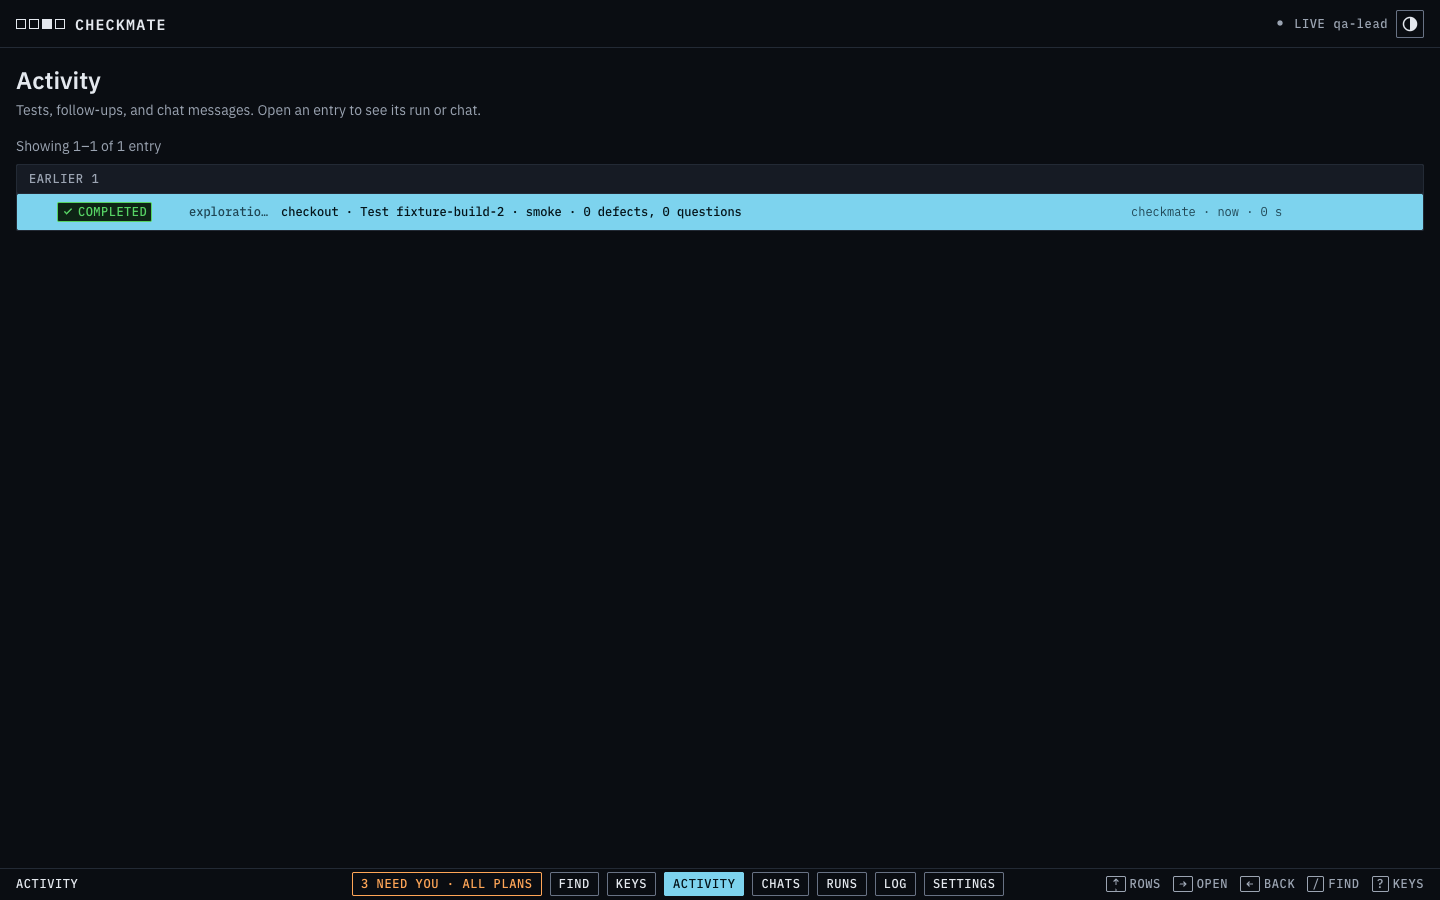 CHECKMATE
LIVE qa-lead
Activity
Tests, follow-ups, and chat messages. Open an entry to see its run or chat.
Showing 1–1 of 1 entry
EARLIER 1
✓ COMPLETED exploratio… checkout · Test fixture-build-2 · smoke · 0 defects, 0 questions checkmate · now · 0 s
ACTIVITY 3 NEED YOU · ALL PLANS FIND KEYS ACTIVITY CHATS RUNS LOG SETTINGS ↑ ROWS → OPEN ← BACK / FIND ? KEYS